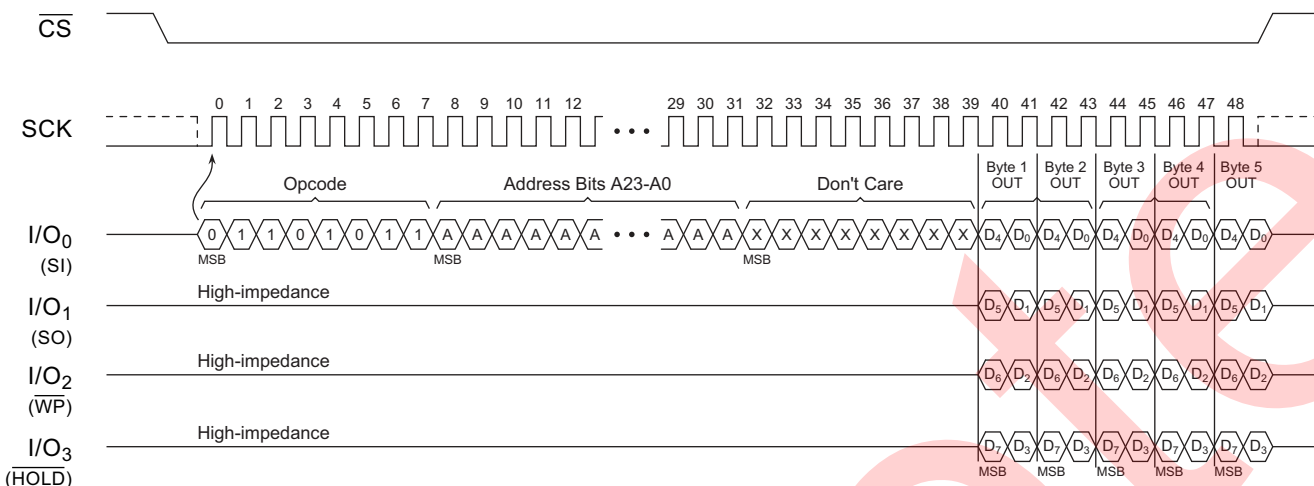 CS
0 1 2 3 4 5 6 7 8 9 10 11 12 29 30 31 32 33 34 35 36 37 38 39 40 41 42 43 44 45 46 47 48
SCK • • •
Opcode Address Bits A23-A0 Don't Care Byte 1 OUT Byte 2 OUT Byte 3 OUT Byte 4 OUT Byte 5 OUT
I/O0 0 1 1 0 1 0 1 1 A A A A A A • • • A A A X X X X X X X X D4 D0 D4 D0 D4 D0 D4 D0 D4 D0
(SI) MSB MSB MSB
High-impedance
I/O1 D5 D1 D5 D1 D5 D1 D5 D1 D5 D1
(SO)
High-impedance
I/O2 D6 D2 D6 D2 D6 D2 D6 D2 D6 D2
(WP)
High-impedance
I/O3 D7 D3 D7 D3 D7 D3 D7 D3 D7 D3
(HOLD) MSB MSB MSB MSB MSB